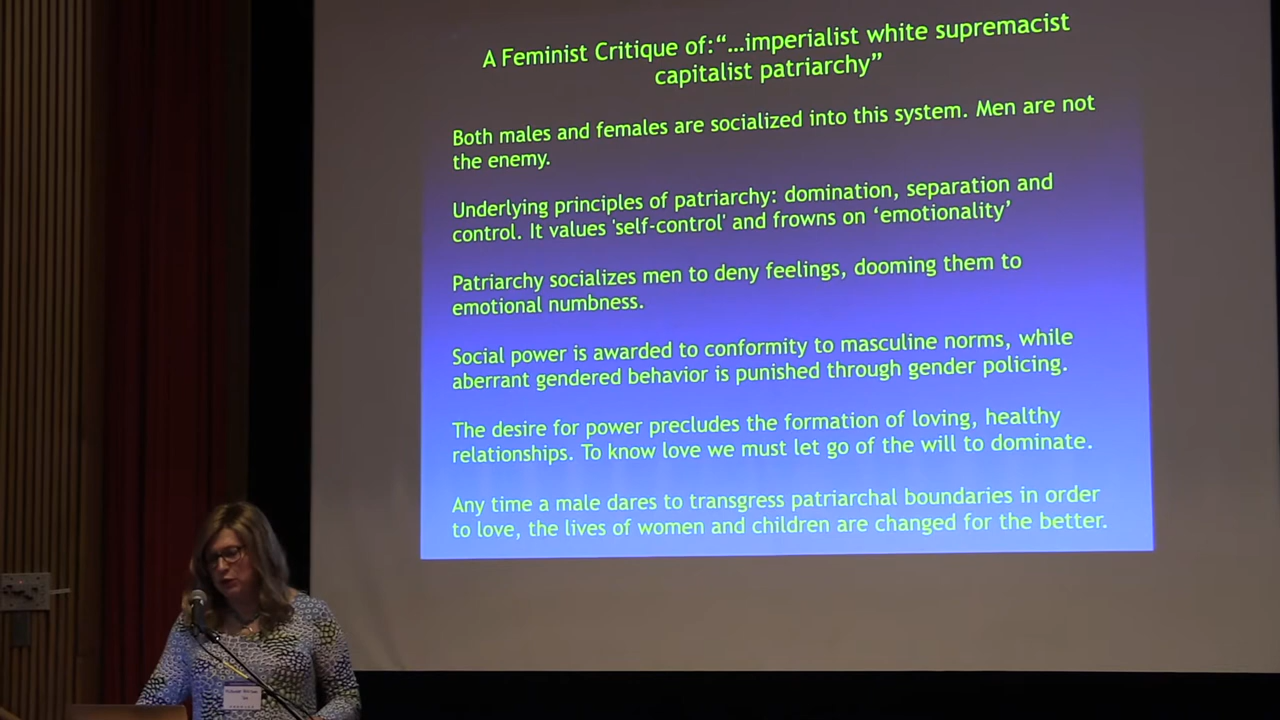 A Feminist Critique of:“…imperialist white supremacist
capitalist patriarchy”
Both males and females are socialized into this system. Men are not
the enemy.
Underlying principles of patriarchy: domination, separation and
control. It values 'self-control' and frowns on ‘emotionality’
Patriarchy socializes men to deny feelings, dooming them to
emotional numbness.
Social power is awarded to conformity to masculine norms, while
aberrant gendered behavior is punished through gender policing.
The desire for power precludes the formation of loving, healthy
relationships. To know love we must let go of the will to dominate.
Any time a male dares to transgress patriarchal boundaries in order
to love, the lives of women and children are changed for the better.